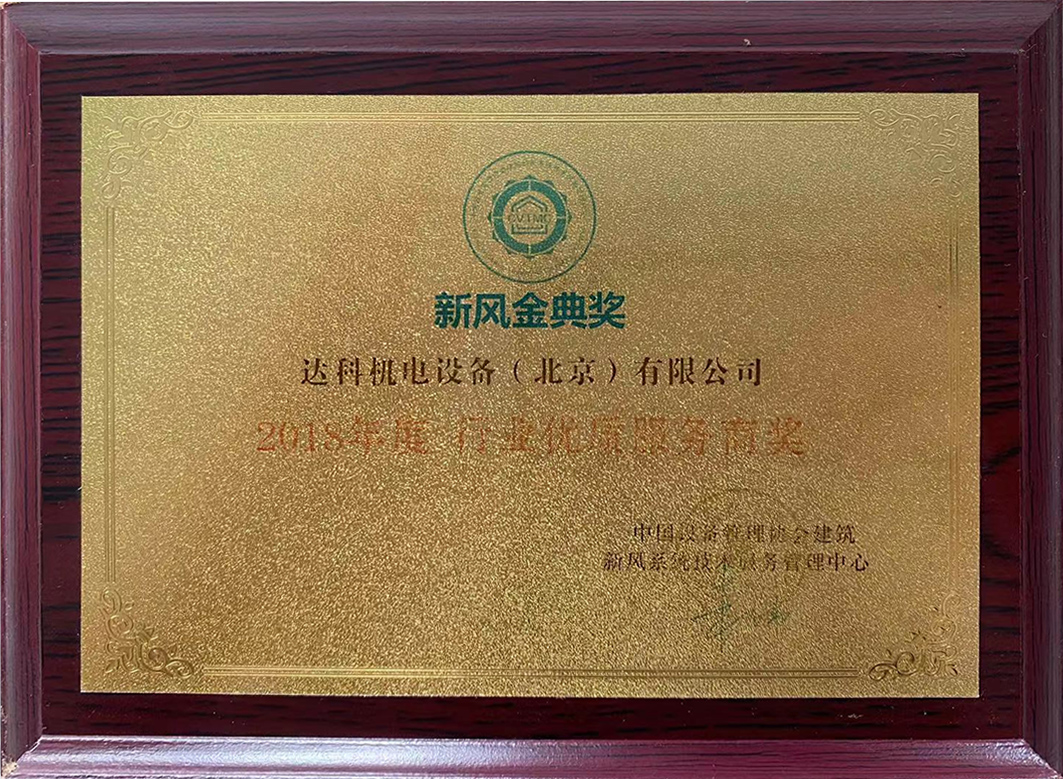 新风金典奖
达科机电设备（北京）有限公司
2018年度 行业优质服务商奖
中国设备管理协会建筑
新风系统技术服务管理中心